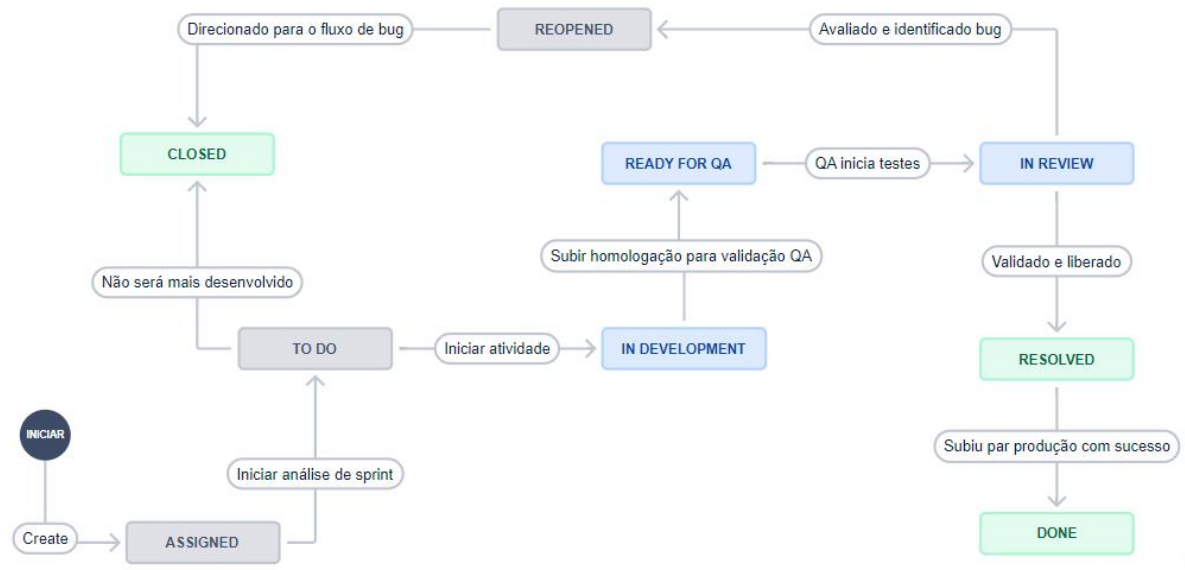 Direcionado para o fluxo de bug
REOPENED
Avaliado e identificado bug
CLOSED
READY FOR QA
QA inicia testes
IN REVIEW
Subir homologação para validação QA
Validado e liberado
Não será mais desenvolvido
TO DO
Iniciar atividade
IN DEVELOPMENT
RESOLVED
INICIAR
Subiu par produção com sucesso
Iniciar análise de sprint
Create
ASSIGNED
DONE